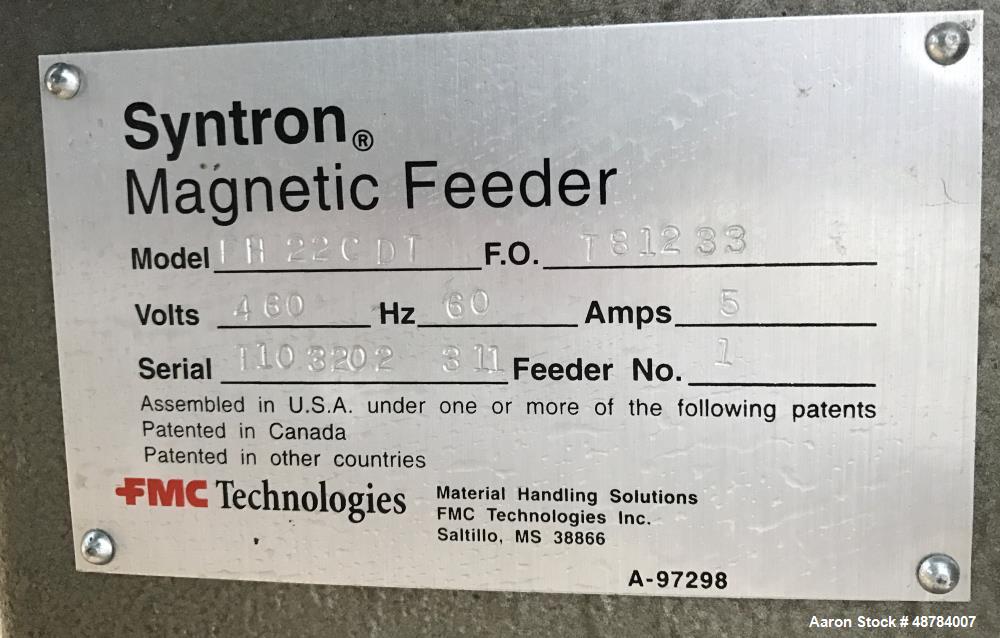 Syntron®
Magnetic Feeder
Model FH 22C DT F.O. T81233
Volts 460 Hz 60 Amps 5
Serial T103202 311 Feeder No. 1
Assembled in U.S.A. under one or more of the following patents
Patented in Canada
Patented in other countries
FMC Technologies
Material Handling Solutions
FMC Technologies Inc.
Saltillo, MS 38866
A-97298
Aaron Stock # 48784007